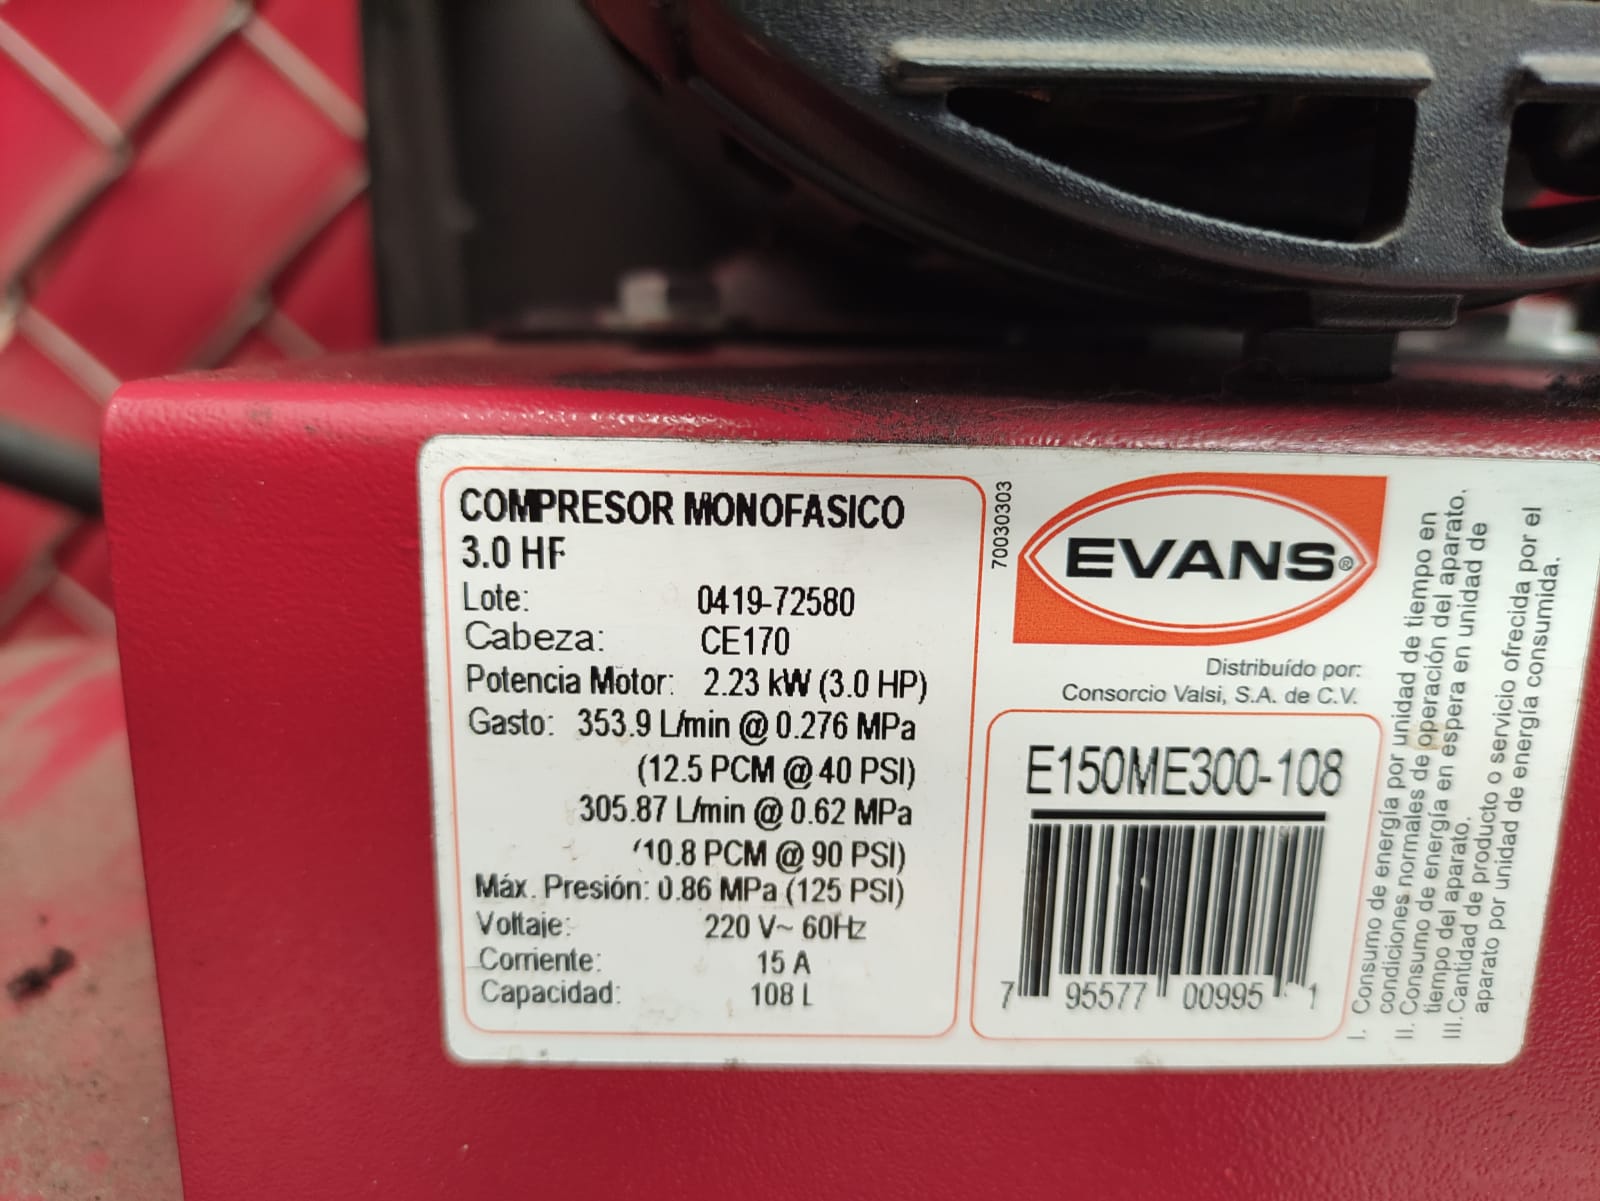 COMPRESOR MONOFASICO
3.0 HP
Lote: 0419-72580
Cabeza: CE170
Potencia Motor: 2.23 kW (3.0 HP)
Gasto: 353.9 L/min @ 0.276 MPa
(12.5 PCM @ 40 PSI)
305.87 L/min @ 0.62 MPa
(10.8 PCM @ 90 PSI)
Máx. Presión: 0.86 MPa (125 PSI)
Voltaje: 220 V~ 60Hz
Corriente: 15 A
Capacidad: 108 L
70030303
EVANS®
Distribuído por:
Consorcio Valsi, S.A. de C.V.
E150ME300-108
7 95577 00995 1
I. Consumo de energía por unidad de tiempo en
condiciones normales de operación del aparato.
II. Consumo de energía en espera en unidad de
tiempo del aparato.
III. Cantidad de producto o servicio ofrecida por el
aparato por unidad de energía consumida.